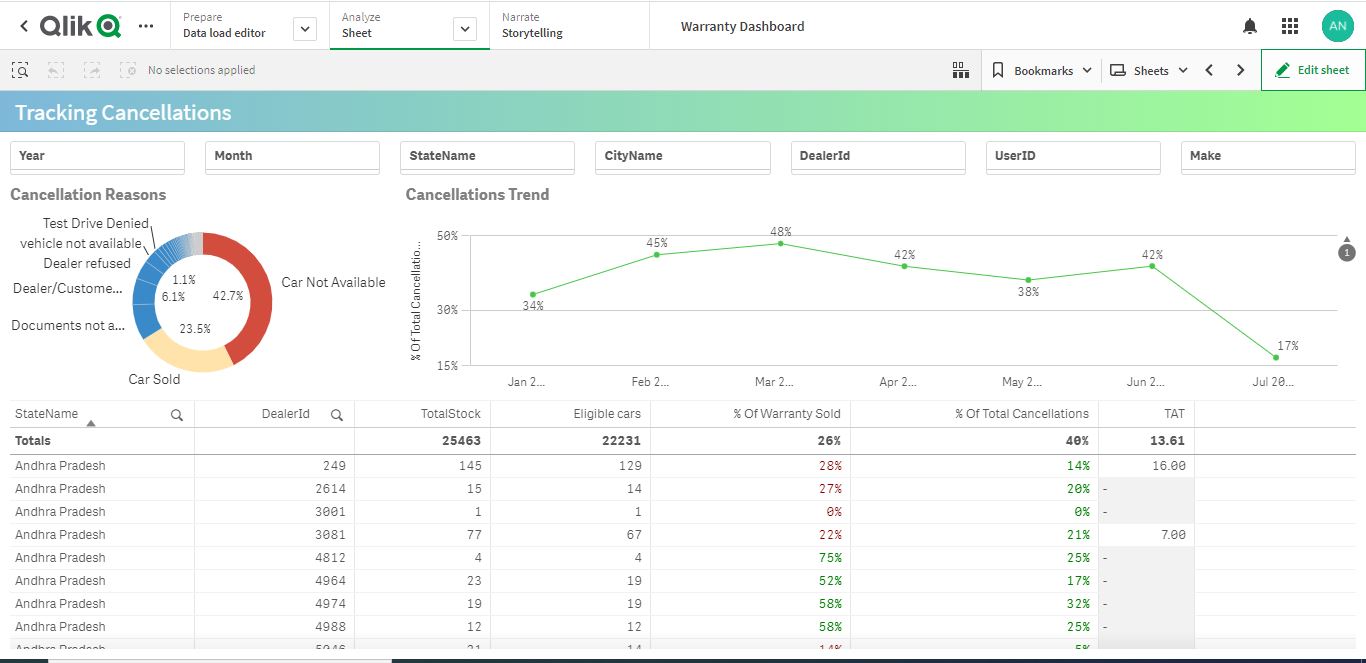 Qlik
Prepare
Data load editor
Analyze
Sheet
Narrate
Storytelling
Warranty Dashboard
AN
No selections applied
Bookmarks
Sheets
Edit sheet
Tracking Cancellations
Year Month StateName CityName DealerId UserID Make
Cancellation Reasons
Test Drive Denied
vehicle not available
Dealer refused
Dealer/Custome...
Documents not a...
Car Sold
Car Not Available
1.1%
6.1%
42.7%
23.5%
Cancellations Trend
% Of Total Cancellatio...
50%
30%
15%
34%
45%
48%
42%
38%
42%
17%
1
Jan 2... Feb 2... Mar 2... Apr 2... May 2... Jun 2... Jul 20...
StateName DealerId TotalStock Eligible cars % Of Warranty Sold % Of Total Cancellations TAT
Totals 25463 22231 26% 40% 13.61
Andhra Pradesh 249 145 129 28% 14% 16.00
Andhra Pradesh 2614 15 14 27% 20% -
Andhra Pradesh 3001 1 1 0% 0% -
Andhra Pradesh 3081 77 67 22% 21% 7.00
Andhra Pradesh 4812 4 4 75% 25% -
Andhra Pradesh 4964 23 19 52% 17% -
Andhra Pradesh 4974 19 19 58% 32% -
Andhra Pradesh 4988 12 12 58% 25% -
Andhra Pradesh